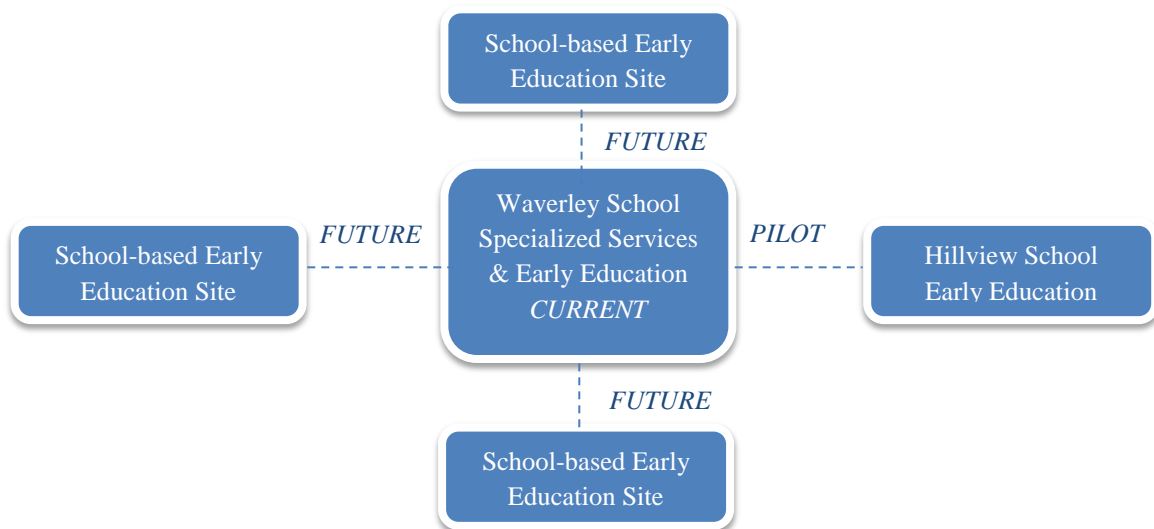 School-based Early
Education Site
FUTURE
Waverley School
Specialized Services
& Early Education
CURRENT
FUTURE
School-based Early
Education Site
PILOT
Hillview School
Early Education
FUTURE
School-based Early
Education Site